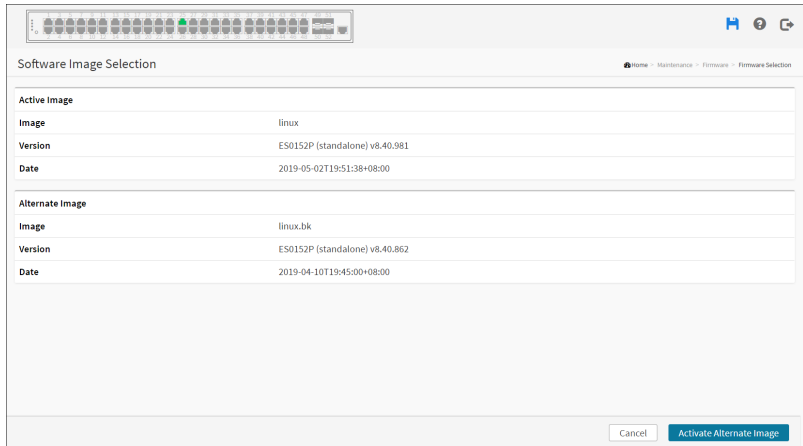 Software Image Selection
Home > Maintenance > Firmware > Firmware Selection
Active Image
Image linux
Version ES0152P (standalone) v8.40.981
Date 2019-05-02T19:51:38+08:00
Alternate Image
Image linux.bk
Version ES0152P (standalone) v8.40.862
Date 2019-04-10T19:45:00+08:00
Cancel Activate Alternate Image